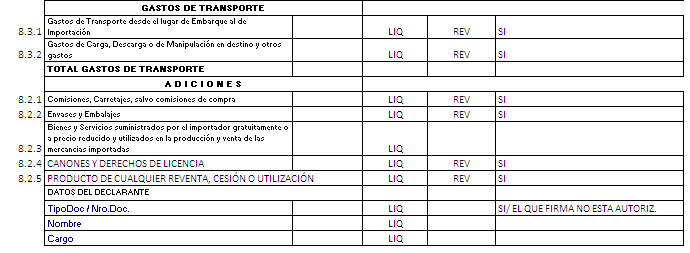 GASTOS DE TRANSPORTE
Gastos de Transporte desde el lugar de Embarque al de
8.3.1 Importación LIQ REV SI
Gastos de Carga, Descarga o de Manipulación en destino y otros
8.3.2 gastos LIQ REV SI
TOTAL GASTOS DE TRANSPORTE
ADICIONES
8.2.1 Comisiones, Carretajes, salvo comisiones de compra LIQ REV SI
8.2.2 Envases y Embalajes LIQ REV SI
Bienes y Servicios suministrados por el importador gratuitamente o
a precio reducido y utilizados en la producción y venta de las
8.2.3 mercancias importadas LIQ
8.2.4 CANONES Y DERECHOS DE LICENCIA LIQ REV SI
8.2.5 PRODUCTO DE CUALQUIER REVENTA, CESIÓN O UTILIZACIÓN LIQ REV SI
DATOS DEL DECLARANTE
TipoDoc / Nro.Doc. LIQ SI/ EL QUE FIRMA NO ESTA AUTORIZ.
Nombre LIQ
Cargo LIQ